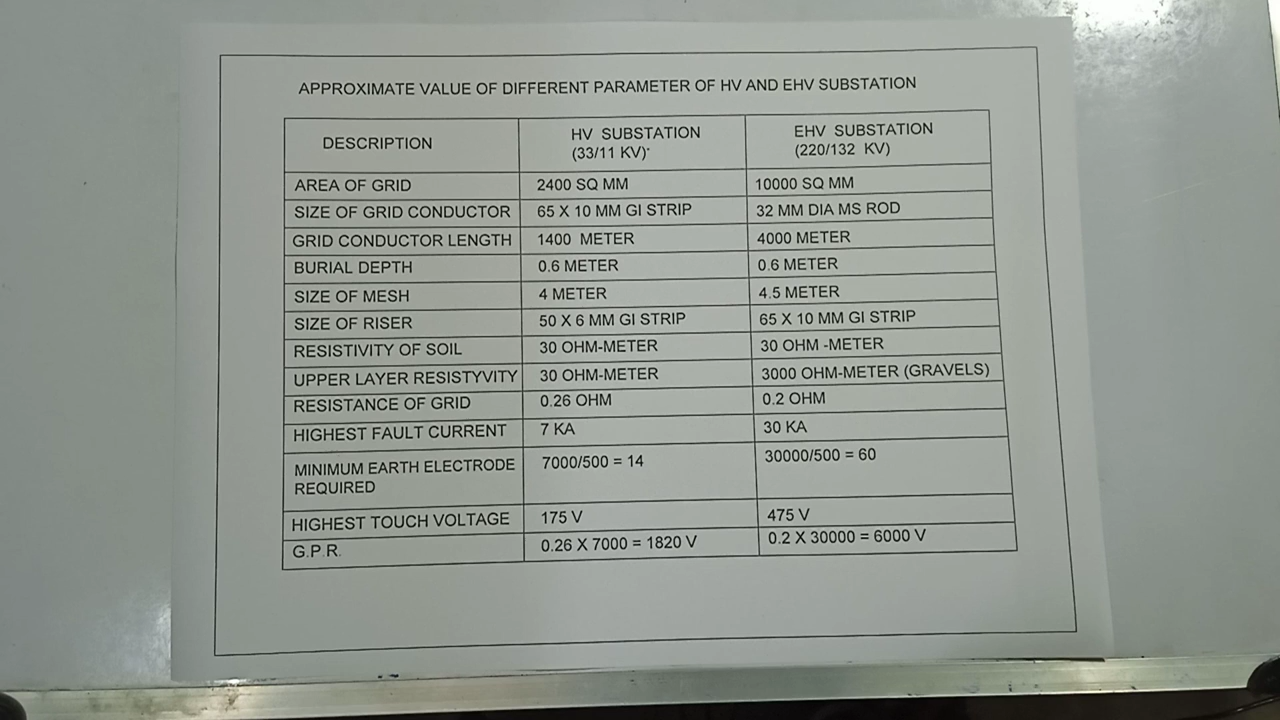 APPROXIMATE VALUE OF DIFFERENT PARAMETER OF HV AND EHV SUBSTATION
DESCRIPTION HV SUBSTATION (33/11 KV)* EHV SUBSTATION (220/132 KV)
AREA OF GRID 2400 SQ MM 10000 SQ MM
SIZE OF GRID CONDUCTOR 65 X 10 MM GI STRIP 32 MM DIA MS ROD
GRID CONDUCTOR LENGTH 1400 METER 4000 METER
BURIAL DEPTH 0.6 METER 0.6 METER
SIZE OF MESH 4 METER 4.5 METER
SIZE OF RISER 50 X 6 MM GI STRIP 65 X 10 MM GI STRIP
RESISTIVITY OF SOIL 30 OHM-METER 30 OHM -METER
UPPER LAYER RESISTYVITY 30 OHM-METER 3000 OHM-METER (GRAVELS)
RESISTANCE OF GRID 0.26 OHM 0.2 OHM
HIGHEST FAULT CURRENT 7 KA 30 KA
MINIMUM EARTH ELECTRODE REQUIRED 7000/500 = 14 30000/500 = 60
HIGHEST TOUCH VOLTAGE 175 V 475 V
G.P.R. 0.26 X 7000 = 1820 V 0.2 X 30000 = 6000 V